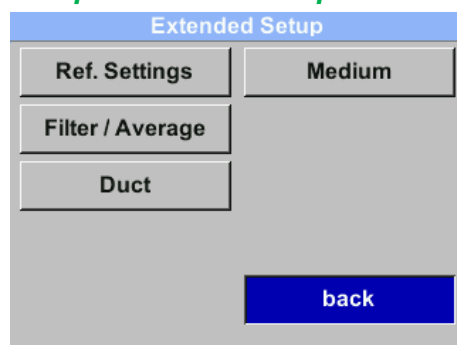 Extended Setup
Ref. Settings
Medium
Filter / Average
Duct
back